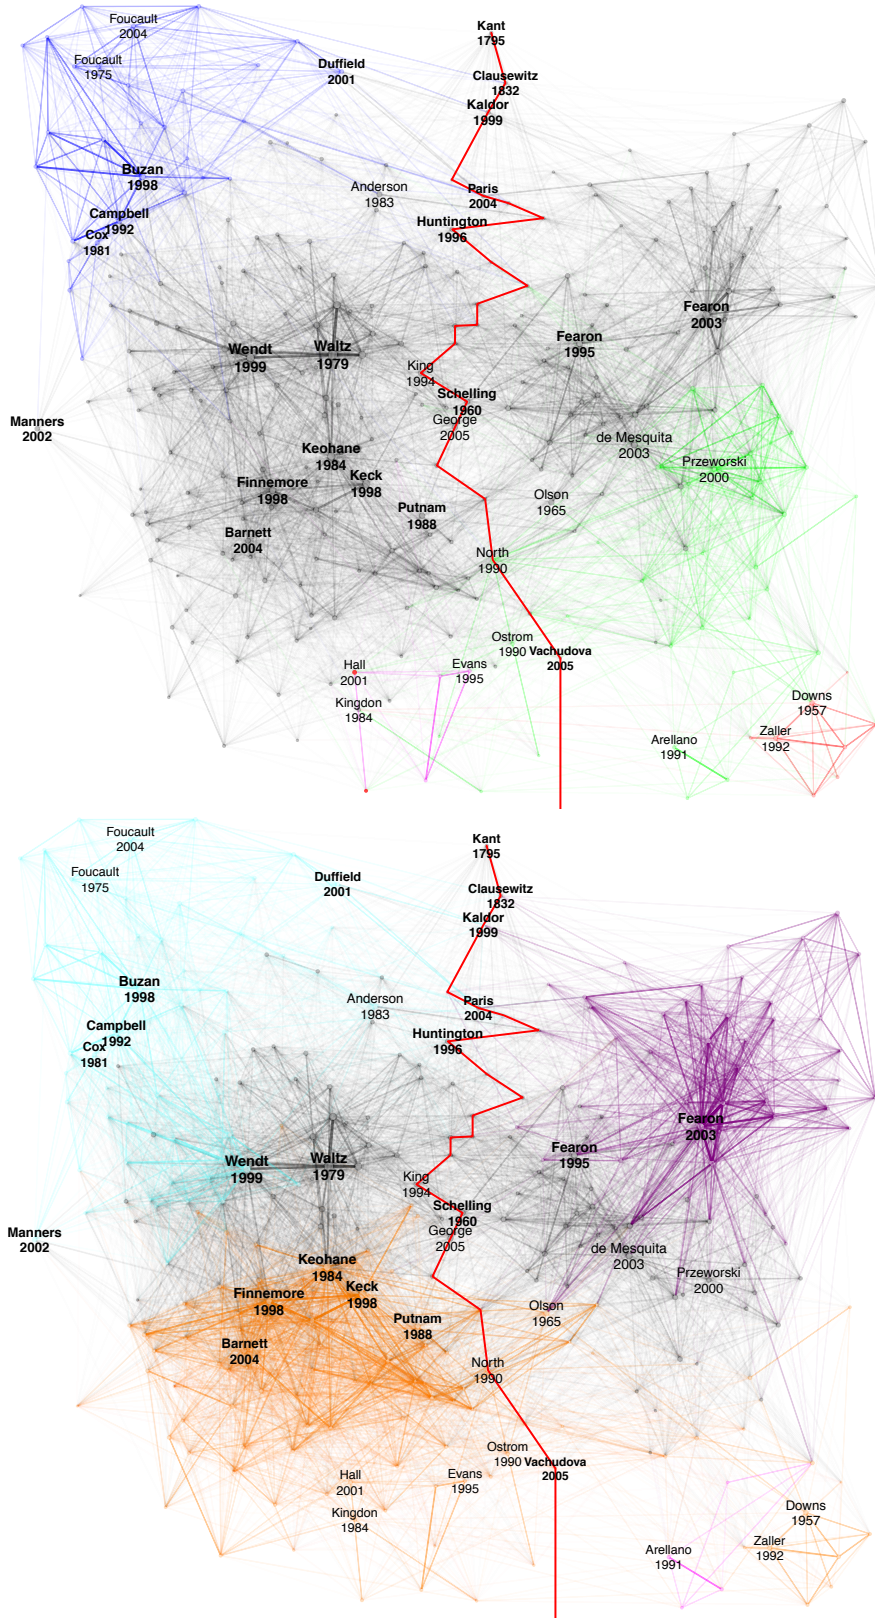 Foucault
2004
Kant
1795
Foucault
1975
Duffield
2001
Clausewitz
1832
Kaldor
1999
Buzan
1998
Anderson
1983
Paris
2004
Campbell
1992
Cox
1981
Huntington
1996
Fearon
2003
Wendt
1999
Waltz
1979
Fearon
1995
King
1994
Schelling
1960
Manners
2002
George
2005
de Mesquita
2003
Keohane
1984
Przeworski
2000
Finnemore
1998
Keck
1998
Putnam
1988
Olson
1965
Barnett
2004
North
1990
Ostrom
1990
Vachudova
2005
Hall
2001
Evans
1995
Kingdon
1984
Downs
1957
Zaller
1992
Arellano
1991
Foucault
2004
Kant
1795
Foucault
1975
Duffield
2001
Clausewitz
1832
Kaldor
1999
Buzan
1998
Anderson
1983
Paris
2004
Campbell
1992
Cox
1981
Huntington
1996
Fearon
2003
Wendt
1999
Waltz
1979
Fearon
1995
King
1994
Schelling
1960
Manners
2002
George
2005
de Mesquita
2003
Keohane
1984
Przeworski
2000
Finnemore
1998
Keck
1998
Putnam
1988
Olson
1965
Barnett
2004
North
1990
Ostrom
1990
Vachudova
2005
Hall
2001
Evans
1995
Kingdon
1984
Downs
1957
Zaller
1992
Arellano
1991